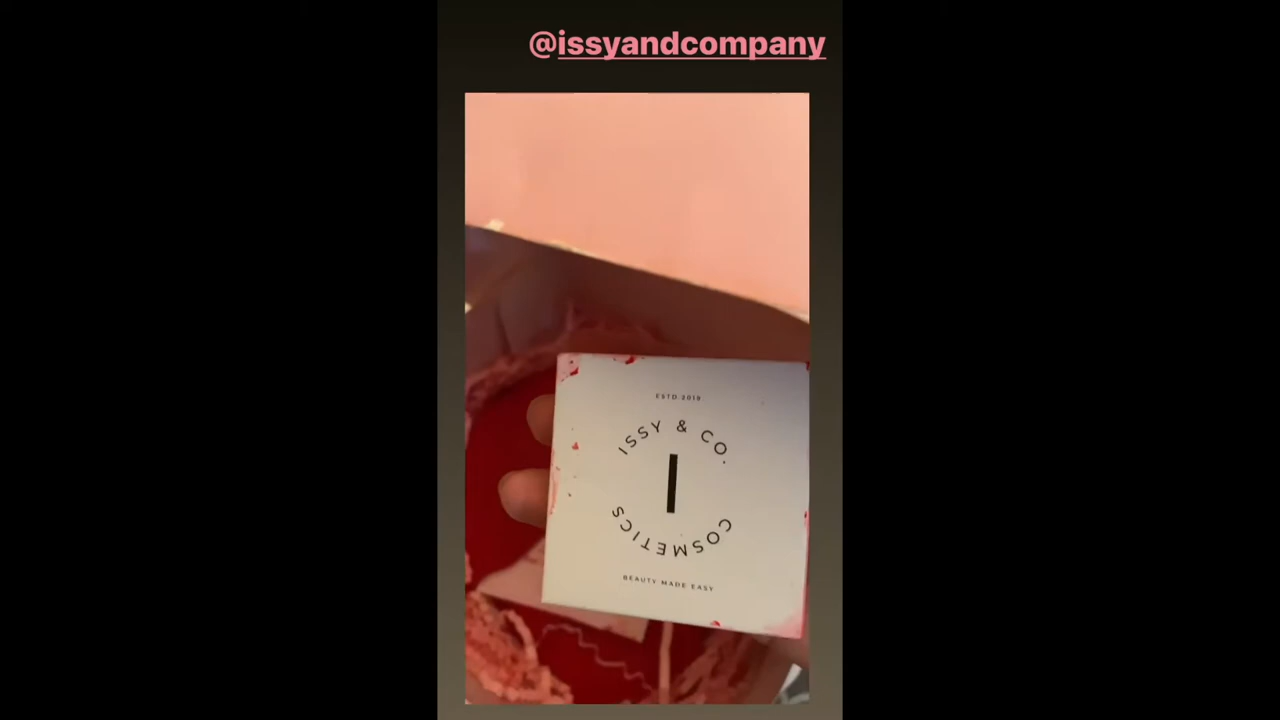 @issyandcompany
ESTD 2019
ISSY & CO.
COSMETICS
BEAUTY MADE EASY